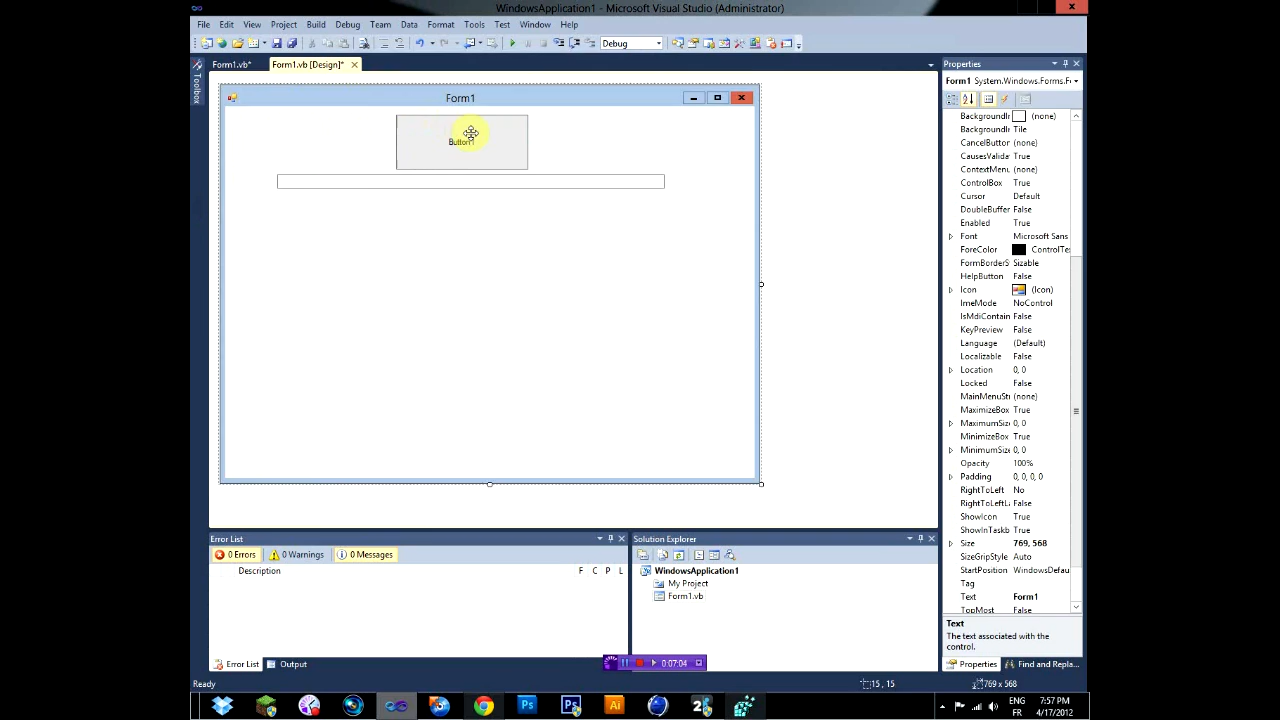 WindowsApplication1 - Microsoft Visual Studio (Administrator)
File Edit View Project Build Debug Team Data Format Tools Test Window Help
Debug
Form1.vb* Form1.vb [Design]*
Toolbox
Form1
Button1
Properties
Form1 System.Windows.Forms.F
BackgroundI (none)
BackgroundI Tile
CancelButton (none)
CausesValida True
ContextMenu (none)
ControlBox True
Cursor Default
DoubleBuffer False
Enabled True
Font Microsoft Sans
ForeColor ControlTex
FormBorderS Sizable
HelpButton False
Icon (Icon)
ImeMode NoControl
IsMdiContain False
KeyPreview False
Language (Default)
Localizable False
Location 0, 0
Locked False
MainMenuStr (none)
MaximizeBox True
MaximumSize 0, 0
MinimizeBox True
MinimumSize 0, 0
Opacity 100%
Padding 0, 0, 0, 0
RightToLeft No
RightToLeftL False
ShowIcon True
ShowInTaskb True
Size 769, 568
SizeGripStyle Auto
StartPosition WindowsDefau
Tag
Text Form1
TopMost False
Text
The text associated with the
control.
Properties Find and Repla...
Error List
0 Errors 0 Warnings 0 Messages
Description F C P L
Error List Output
Solution Explorer
WindowsApplication1
My Project
Form1.vb
0:07:04
Ready 15 , 15 769 x 568
ENG 7:57 PM
FR 4/17/2012